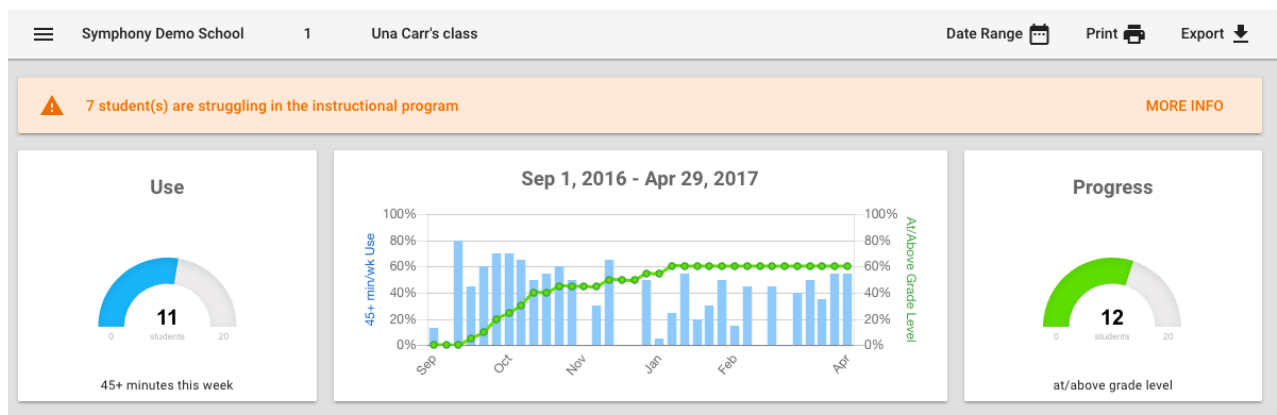 Symphony Demo School 1 Una Carr's class Date Range Print Export
7 student(s) are struggling in the instructional program MORE INFO
Use
11
0 students 20
45+ minutes this week
Sep 1, 2016 - Apr 29, 2017
45+ min/wk Use
100% 100%
80% 80%
60% 60%
40% 40%
20% 20%
0% 0%
At/Above Grade Level
Sep Oct Nov Jan Feb Apr
Progress
12
0 students 20
at/above grade level